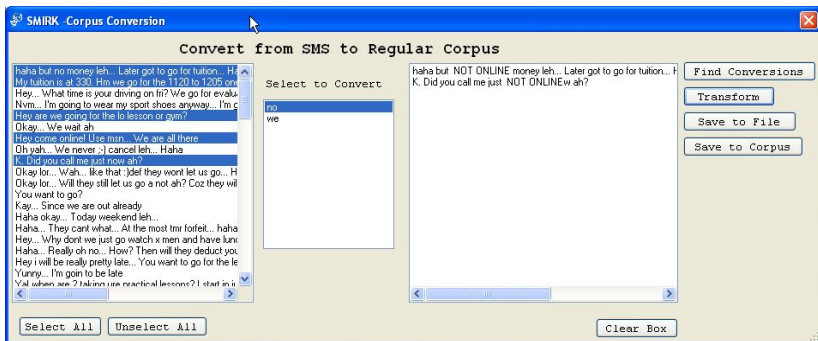 SMIRK -Corpus Conversion
Convert from SMS to Regular Corpus
haha but no money leh... Later got to go for tuition... Ha
My tuition is at 330. Hm we go for the 1120 to 1205 one
Hey... What time is your driving on fri? We go for evalu
Nvm... I'm going to wear my sport shoes anyway... I'm g
Hey are we going for the lo lesson or gym?
Okay... We wait ah
Hey come online! Use msn... We are all there
Oh yah... We never ;-) cancel leh... Haha
K. Did you call me just now ah?
Okay lor... Wah... like that :)def they wont let us go... H
Okay lor... Will they still let us go a not ah? Coz they wil
You want to go?
Kay... Since we are out already
Haha okay... Today weekend leh...
Haha... They cant what... At the most tmr forfeit... haha
Hey... Why dont we just go watch x men and have lunc
Haha... Really oh no... How? Then will they deduct you
Hey i will be really pretty late... You want to go for the le
Yunny... I'm goin to be late
Ya! when are ? taking ure practical lessons? I start in
Select to Convert
no
we
haha but NOT ONLINE money leh... Later got to go for tuition... H
K. Did you call me just NOT ONLINEw ah?
Find Conversions
Transform
Save to File
Save to Corpus
Select All
Unselect All
Clear Box